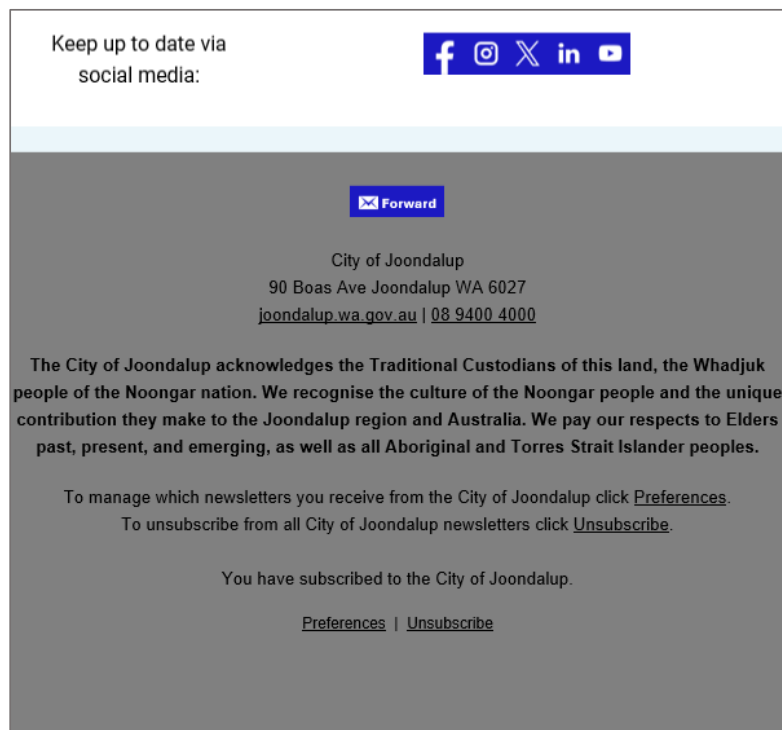 Keep up to date via
social media:
Forward
City of Joondalup
90 Boas Ave Joondalup WA 6027
joondalup.wa.gov.au | 08 9400 4000
The City of Joondalup acknowledges the Traditional Custodians of this land, the Whadjuk
people of the Noongar nation. We recognise the culture of the Noongar people and the unique
contribution they make to the Joondalup region and Australia. We pay our respects to Elders
past, present, and emerging, as well as all Aboriginal and Torres Strait Islander peoples.
To manage which newsletters you receive from the City of Joondalup click Preferences.
To unsubscribe from all City of Joondalup newsletters click Unsubscribe.
You have subscribed to the City of Joondalup.
Preferences | Unsubscribe